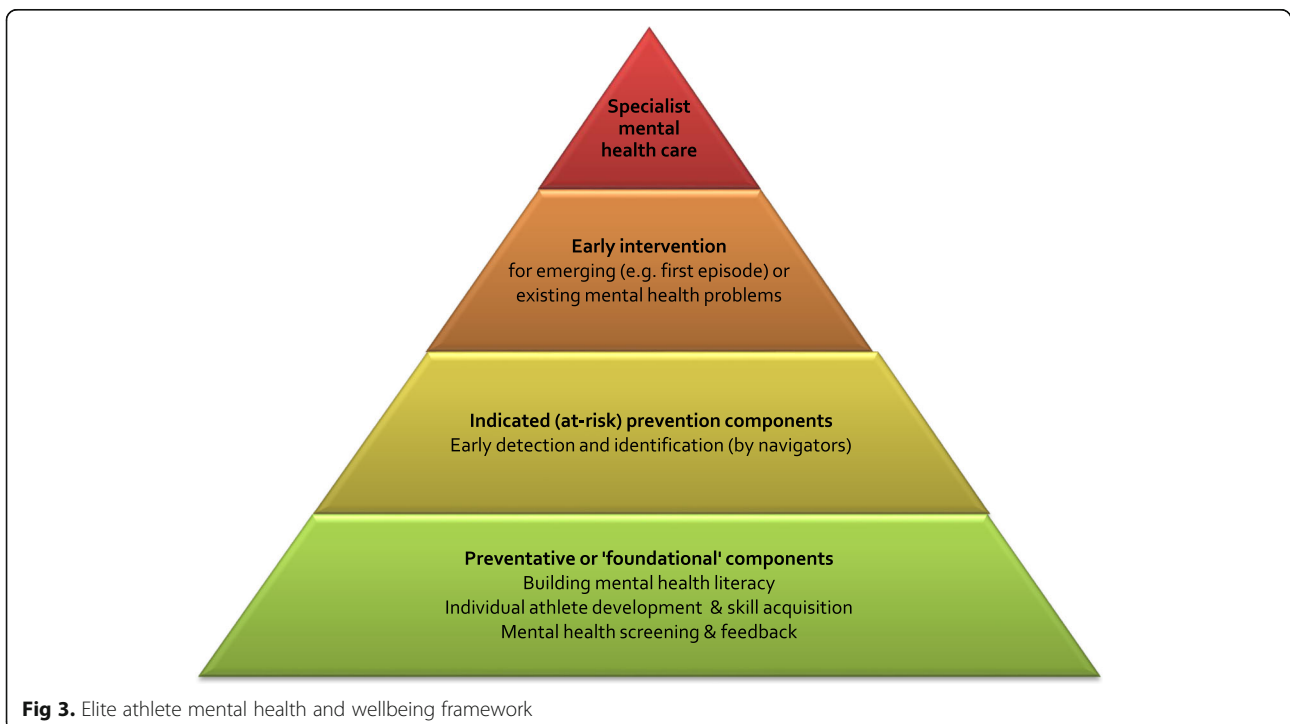 Specialist
mental
health care
Early intervention
for emerging (e.g. first episode) or
existing mental health problems
Indicated (at-risk) prevention components
Early detection and identification (by navigators)
Preventative or 'foundational' components
Building mental health literacy
Individual athlete development & skill acquisition
Mental health screening & feedback
Fig 3. Elite athlete mental health and wellbeing framework